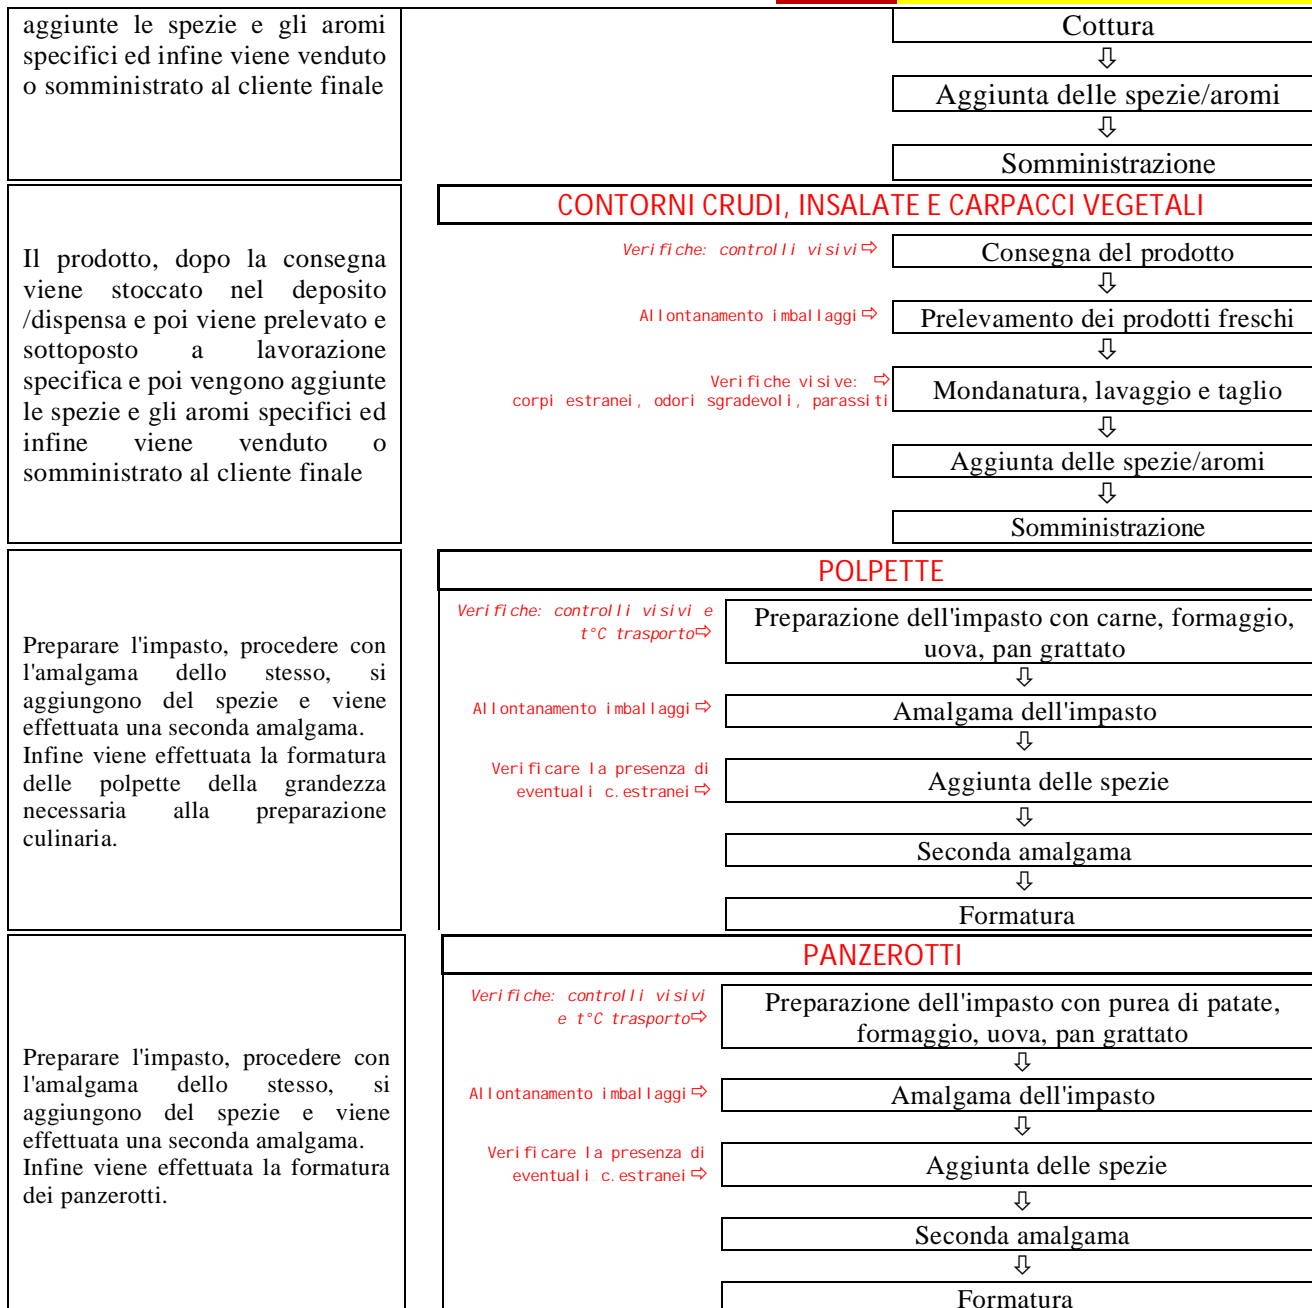 aggiunte le spezie e gli aromi
specifici ed infine viene venduto
o somministrato al cliente finale
Cottura
⇩
Aggiunta delle spezie/aromi
⇩
Somministrazione
CONTORNI CRUDI, INSALATE E CARPACCI VEGETALI
Il prodotto, dopo la consegna
viene stoccato nel deposito
/dispensa e poi viene prelevato e
sottoposto a lavorazione
specifica e poi vengono aggiunte
le spezie e gli aromi specifici ed
infine viene venduto o
somministrato al cliente finale
Verifiche: controlli visivi⇨
Consegna del prodotto
⇩
Allontanamento imballaggi⇨
Prelevamento dei prodotti freschi
⇩
Verifiche visive: ⇨
corpi estranei, odori sgradevoli, parassiti
Mondanatura, lavaggio e taglio
⇩
Aggiunta delle spezie/aromi
⇩
Somministrazione
POLPETTE
Preparare l'impasto, procedere con
l'amalgama dello stesso, si
aggiungono del spezie e viene
effettuata una seconda amalgama.
Infine viene effettuata la formatura
delle polpette della grandezza
necessaria alla preparazione
culinaria.
Verifiche: controlli visivi e
t°C trasporto⇨
Preparazione dell'impasto con carne, formaggio,
uova, pan grattato
⇩
Allontanamento imballaggi⇨
Amalgama dell'impasto
⇩
Verificare la presenza di
eventuali c.estranei⇨
Aggiunta delle spezie
⇩
Seconda amalgama
⇩
Formatura
PANZEROTTI
Preparare l'impasto, procedere con
l'amalgama dello stesso, si
aggiungono del spezie e viene
effettuata una seconda amalgama.
Infine viene effettuata la formatura
dei panzerotti.
Verifiche: controlli visivi
e t°C trasporto⇨
Preparazione dell'impasto con purea di patate,
formaggio, uova, pan grattato
⇩
Allontanamento imballaggi⇨
Amalgama dell'impasto
⇩
Verificare la presenza di
eventuali c.estranei⇨
Aggiunta delle spezie
⇩
Seconda amalgama
⇩
Formatura